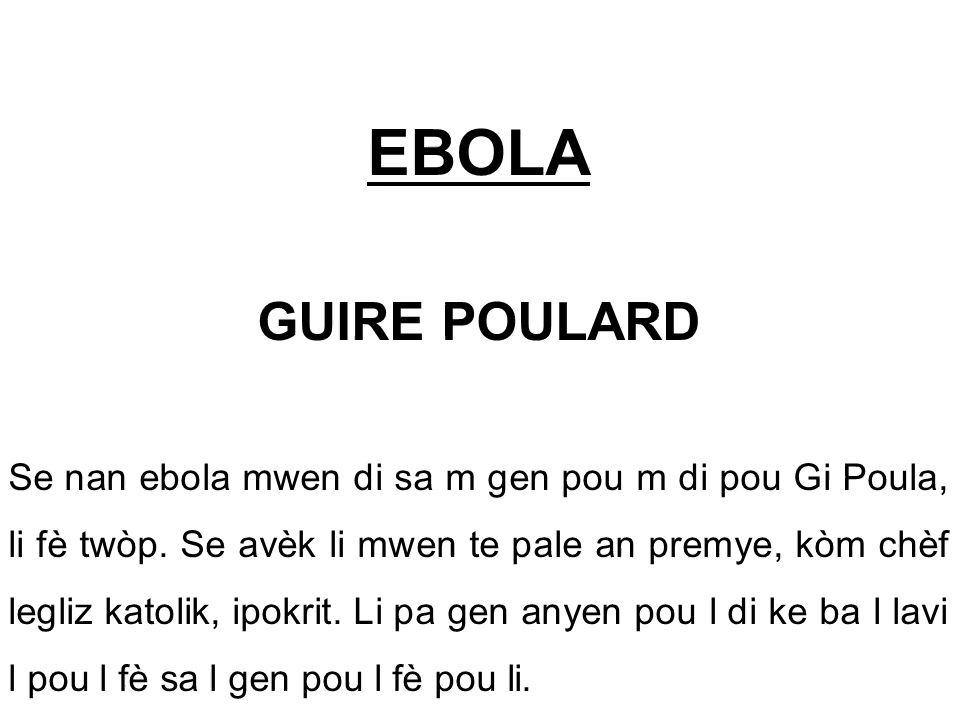 EBOLA
GUIRE POULARD
Se nan ebola mwen di sa m gen pou m di pou Gi Poula,
li fè twòp. Se avèk li mwen te pale an premye, kòm chèf
legliz katolik, ipokrit. Li pa gen anyen pou l di ke ba l lavi
l pou l fè sa l gen pou l fè pou li.